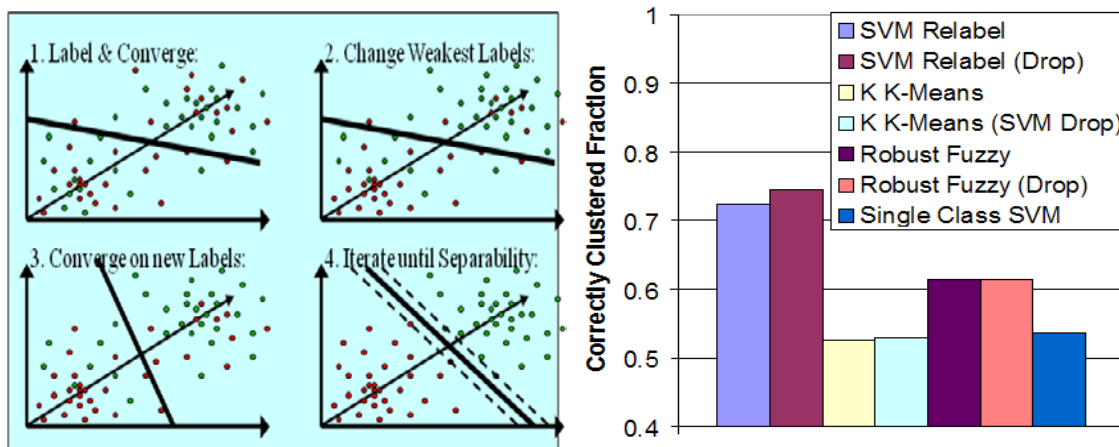 1. Label & Converge:
2. Change Weakest Labels:
3. Converge on new Labels:
4. Iterate until Separability:
Correctly Clustered Fraction
1
0.9
0.8
0.7
0.6
0.5
0.4
SVM Relabel
SVM Relabel (Drop)
K K-Means
K K-Means (SVM Drop)
Robust Fuzzy
Robust Fuzzy (Drop)
Single Class SVM